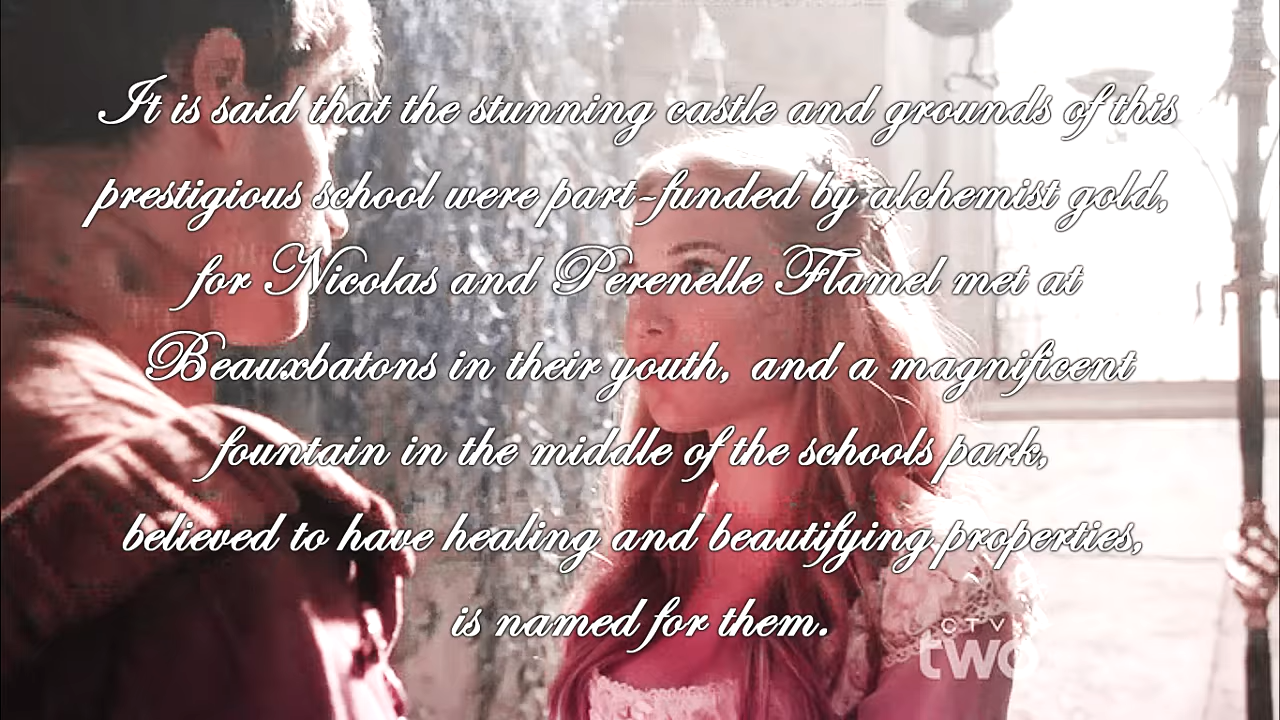 It is said that the stunning castle and grounds of this
prestigious school were part-funded by alchemist gold,
for Nicolas and Perenelle Flamel met at
Beauxbatons in their youth, and a magnificent
fountain in the middle of the schools park,
believed to have healing and beautifying properties,
is named for them.
CTV
two